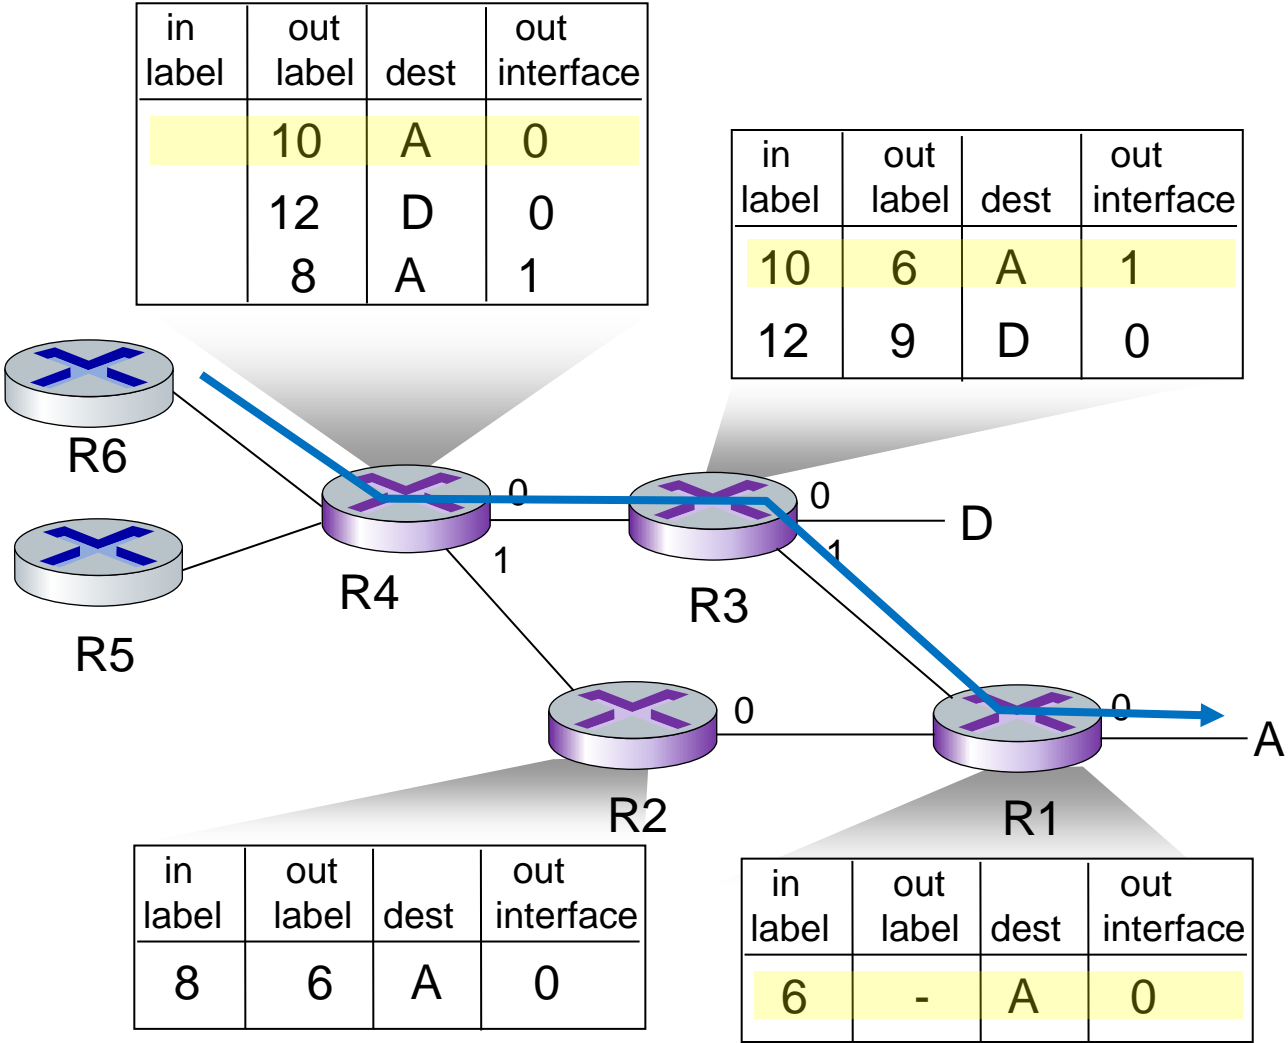 in out out
label label dest interface
10 A 0
12 D 0
8 A 1
in out out
label label dest interface
10 6 A 1
12 9 D 0
R6
0
0
D
1
1
R4
R3
R5
0
0
A
R2
R1
in out out
label label dest interface
8 6 A 0
in out out
label label dest interface
6 - A 0